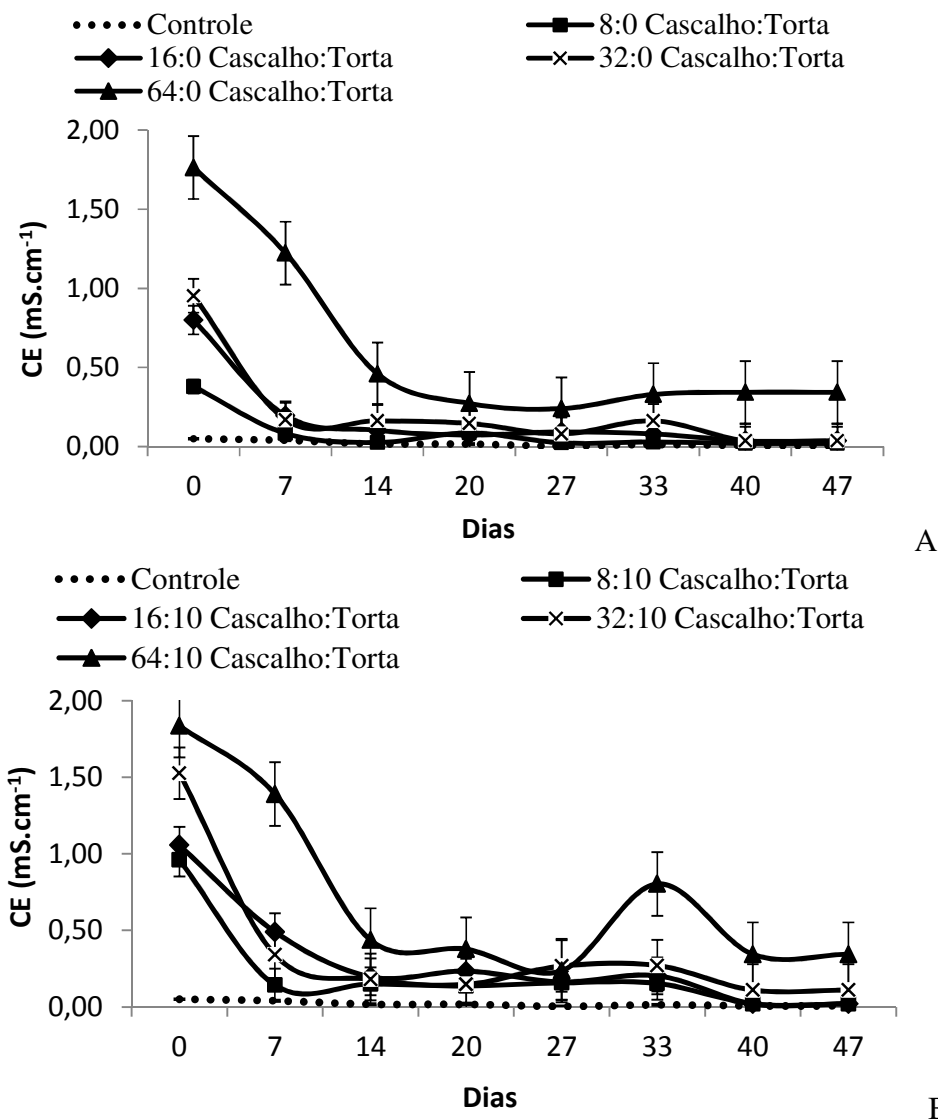 Controle
8:0 Cascalho:Torta
16:0 Cascalho:Torta
32:0 Cascalho:Torta
64:0 Cascalho:Torta
2,00
1,50
1,00
0,50
0,00
CE (mS.cm⁻¹)
0 7 14 20 27 33 40 47
Dias
A
Controle
8:10 Cascalho:Torta
16:10 Cascalho:Torta
32:10 Cascalho:Torta
64:10 Cascalho:Torta
2,00
1,50
1,00
0,50
0,00
CE (mS.cm⁻¹)
0 7 14 20 27 33 40 47
Dias